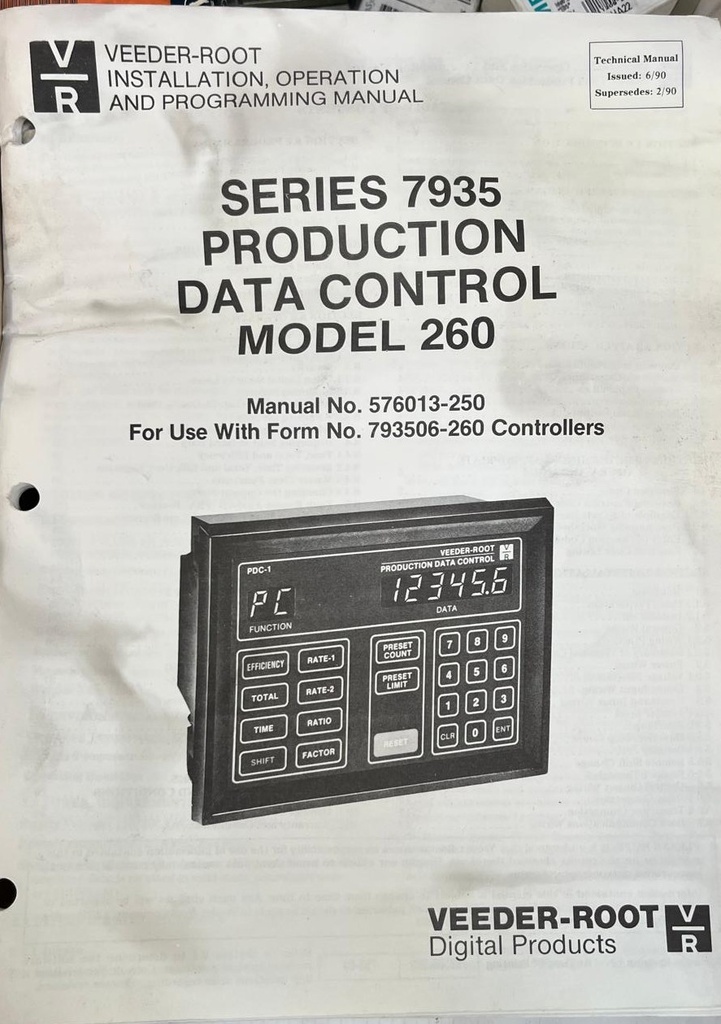 V
R
VEEDER-ROOT
INSTALLATION, OPERATION
AND PROGRAMMING MANUAL
Technical Manual
Issued: 6/90
Supersedes: 2/90
SERIES 7935
PRODUCTION
DATA CONTROL
MODEL 260
Manual No. 576013-250
For Use With Form No. 793506-260 Controllers
PDC-1
VEEDER-ROOT V R
PRODUCTION DATA CONTROL
PC
12345.6
FUNCTION
DATA
EFFICIENCY
RATE-1
TOTAL
RATE-2
TIME
RATIO
SHIFT
FACTOR
PRESET
COUNT
PRESET
LIMIT
RESET
7 8 9
4 5 6
1 2 3
CLR 0 ENT
VEEDER-ROOT
Digital Products
V
R